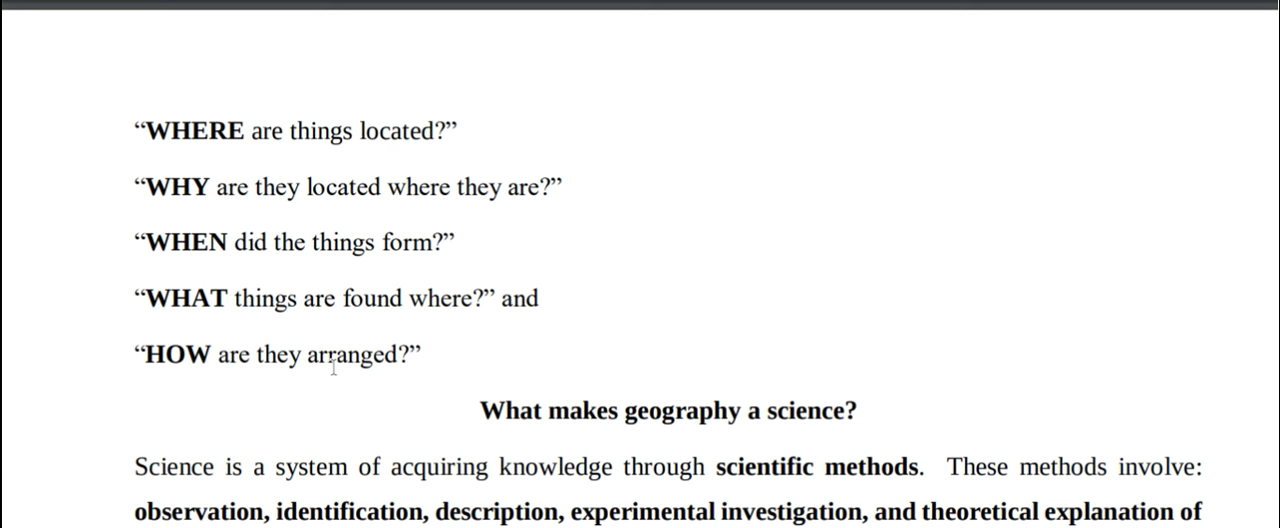 “WHERE are things located?”
“WHY are they located where they are?”
“WHEN did the things form?”
“WHAT things are found where?” and
“HOW are they arranged?”
What makes geography a science?
Science is a system of acquiring knowledge through scientific methods. These methods involve:
observation, identification, description, experimental investigation, and theoretical explanation of